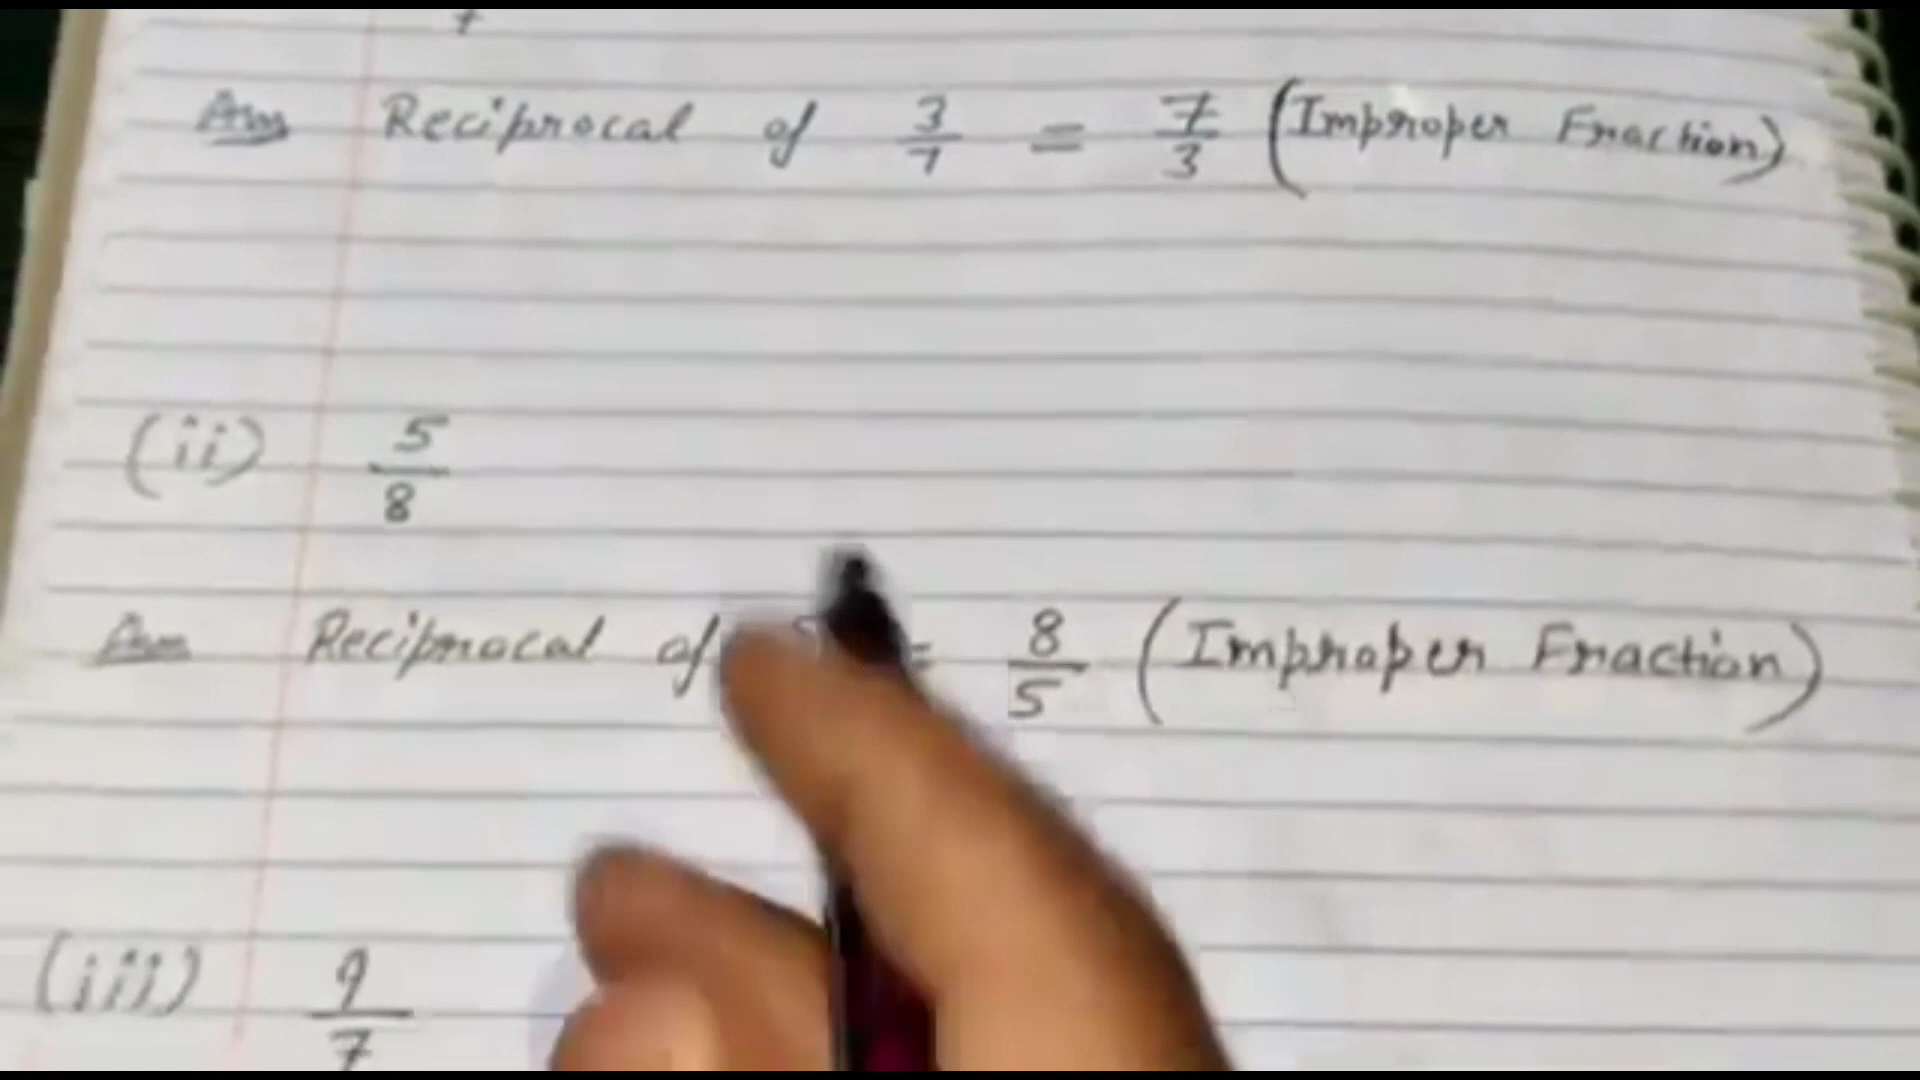 Ans Reciprocal of 3/7 = 7/3 (Improper Fraction)
(ii) 5/8
Ans Reciprocal of = 8/5 (Improper Fraction)
(iii) 9/7